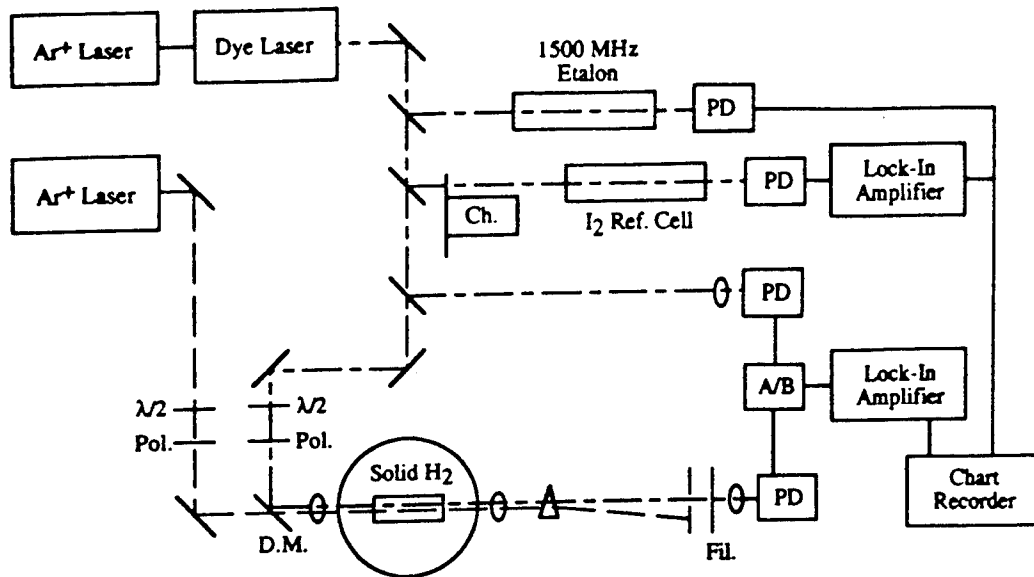 Ar⁺ Laser
Dye Laser
1500 MHz
Etalon
PD
Ar⁺ Laser
Ch.
I₂ Ref. Cell
PD
Lock-In
Amplifier
PD
A/B
Lock-In
Amplifier
λ/2
λ/2
Pol.
Pol.
Solid H₂
D.M.
Fil.
PD
Chart
Recorder